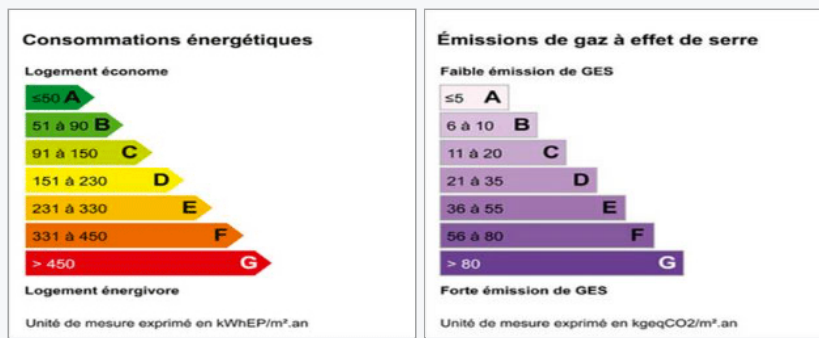 Consommations énergétiques
Logement économe
≤50 A
51 à 90 B
91 à 150 C
151 à 230 D
231 à 330 E
331 à 450 F
> 450 G
Logement énergivore
Unité de mesure exprimé en kWhEP/m².an
Émissions de gaz à effet de serre
Faible émission de GES
≤5 A
6 à 10 B
11 à 20 C
21 à 35 D
36 à 55 E
56 à 80 F
> 80 G
Forte émission de GES
Unité de mesure exprimé en kgeqCO2/m².an